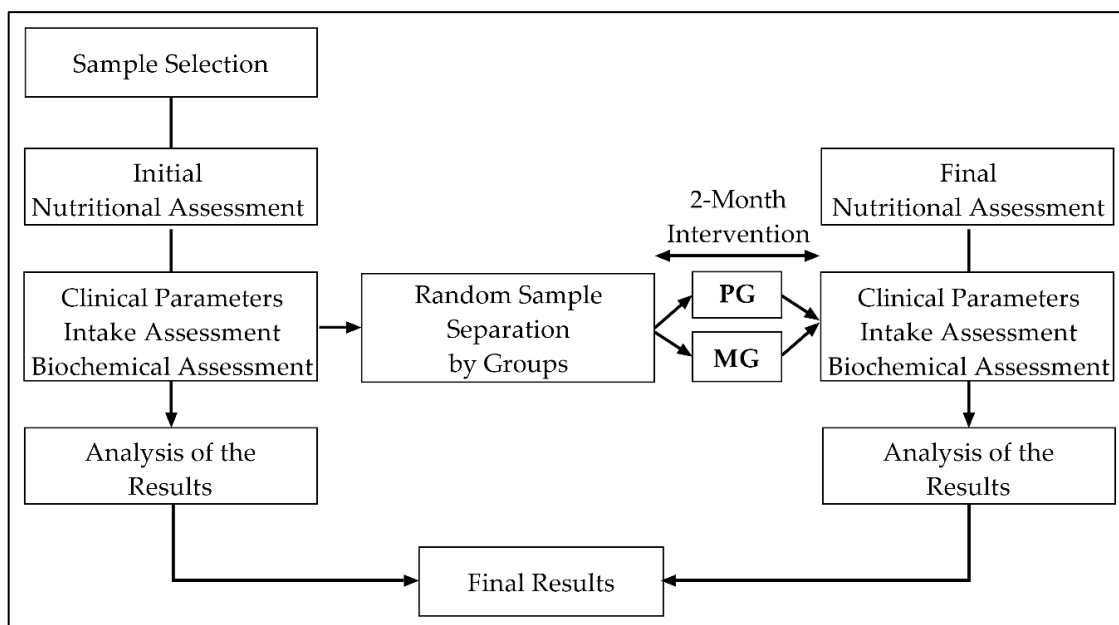 Sample Selection
Initial
Nutritional Assessment
Clinical Parameters
Intake Assessment
Biochemical Assessment
Analysis of the
Results
Random Sample
Separation
by Groups
2-Month
Intervention
PG
MG
Final
Nutritional Assessment
Clinical Parameters
Intake Assessment
Biochemical Assessment
Analysis of the
Results
Final Results